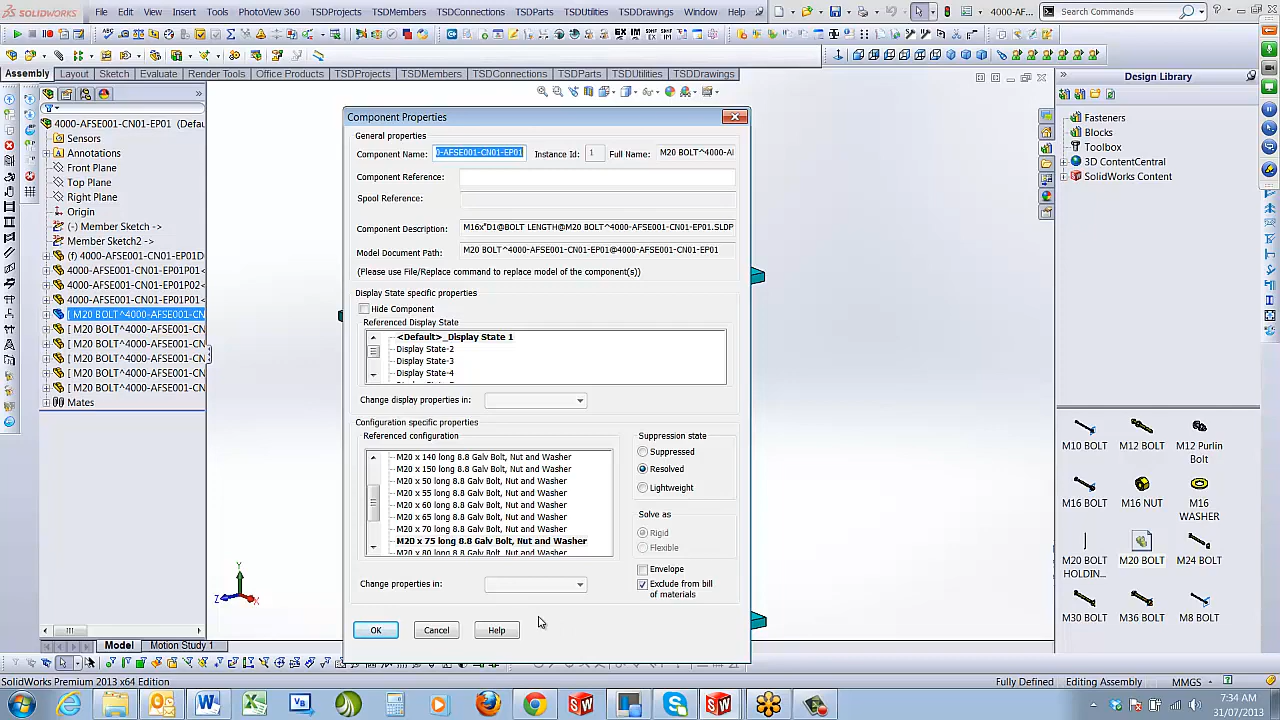 SOLIDWORKS File Edit View Insert Tools PhotoView 360 TSDProjects TSDMembers TSDConnections TSDParts TSDUtilities TSDDrawings Window Help 4000-AF... Search Commands
Assembly Layout Sketch Evaluate Render Tools Office Products TSDProjects TSDMembers TSDConnections TSDParts TSDUtilities TSDDrawings
Design Library
4000-AFSE001-CN01-EP01 (Defau
Sensors
Annotations
Front Plane
Top Plane
Right Plane
Origin
(-) Member Sketch ->
Member Sketch2 ->
(f) 4000-AFSE001-CN01-EP01D
4000-AFSE001-CN01-EP01P01<
4000-AFSE001-CN01-EP01P02<
4000-AFSE001-CN01-EP01P01<
[ M20 BOLT^4000-AFSE001-CN
[ M20 BOLT^4000-AFSE001-CN
[ M20 BOLT^4000-AFSE001-CN
[ M20 BOLT^4000-AFSE001-CN
[ M20 BOLT^4000-AFSE001-CN
[ M20 BOLT^4000-AFSE001-CN
Mates
Component Properties
General properties
Component Name: 0-AFSE001-CN01-EP01 Instance Id: 1 Full Name: M20 BOLT^4000-AI
Component Reference:
Spool Reference:
Component Description: M16x"D1@BOLT LENGTH@M20 BOLT^4000-AFSE001-CN01-EP01.SLDP
Model Document Path: M20 BOLT^4000-AFSE001-CN01-EP01@4000-AFSE001-CN01-EP01
(Please use File/Replace command to replace model of the component(s))
Display State specific properties
Hide Component
Referenced Display State
<Default>_Display State 1
Display State-2
Display State-3
Display State-4
Change display properties in:
Configuration specific properties
Referenced configuration
M20 x 140 long 8.8 Galv Bolt, Nut and Washer
M20 x 150 long 8.8 Galv Bolt, Nut and Washer
M20 x 50 long 8.8 Galv Bolt, Nut and Washer
M20 x 55 long 8.8 Galv Bolt, Nut and Washer
M20 x 60 long 8.8 Galv Bolt, Nut and Washer
M20 x 65 long 8.8 Galv Bolt, Nut and Washer
M20 x 70 long 8.8 Galv Bolt, Nut and Washer
M20 x 75 long 8.8 Galv Bolt, Nut and Washer
M20 x 80 long 8.8 Galv Bolt, Nut and Washer
Suppression state
Suppressed
Resolved
Lightweight
Solve as
Rigid
Flexible
Envelope
Exclude from bill
of materials
Change properties in:
OK Cancel Help
Fasteners
Blocks
Toolbox
3D ContentCentral
SolidWorks Content
M10 BOLT M12 BOLT M12 Purlin
Bolt
M16 BOLT M16 NUT M16
WASHER
M20 BOLT
HOLDIN... M20 BOLT M24 BOLT
M30 BOLT M36 BOLT M8 BOLT
Y
Z
X
Model Motion Study 1
SolidWorks Premium 2013 x64 Edition Fully Defined Editing Assembly MMGS
7:34 AM
31/07/2013